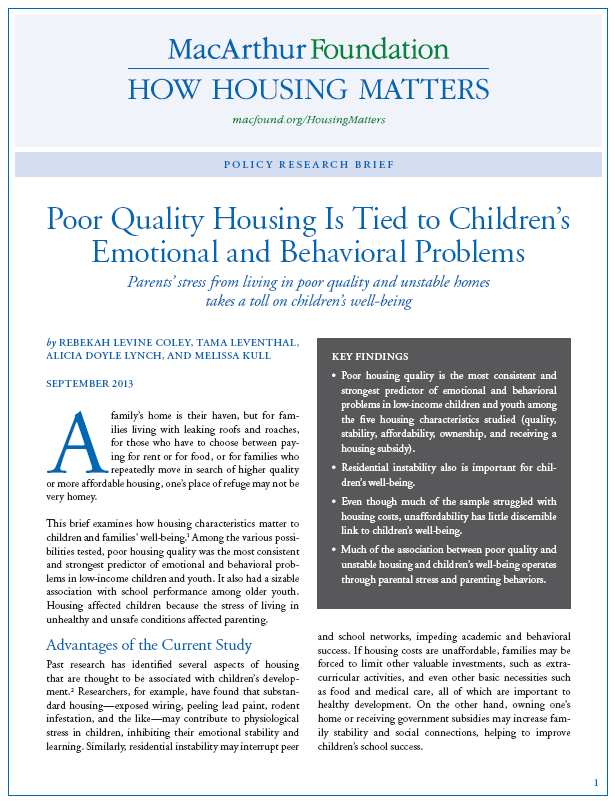 MacArthur Foundation
HOW HOUSING MATTERS
macfound.org/HousingMatters
POLICY RESEARCH BRIEF
Poor Quality Housing Is Tied to Children’s
Emotional and Behavioral Problems
Parents’ stress from living in poor quality and unstable homes
takes a toll on children’s well-being
by REBEKAH LEVINE COLEY, TAMA LEVENTHAL,
ALICIA DOYLE LYNCH, AND MELISSA KULL
SEPTEMBER 2013
A family’s home is their haven, but for fam-
ilies living with leaking roofs and roaches,
for those who have to choose between pay-
ing for rent or for food, or for families who
repeatedly move in search of higher quality
or more affordable housing, one’s place of refuge may not be
very homey.
This brief examines how housing characteristics matter to
children and families’ well-being.¹ Among the various possi-
bilities tested, poor housing quality was the most consistent
and strongest predictor of emotional and behavioral prob-
lems in low-income children and youth. It also had a sizable
association with school performance among older youth.
Housing affected children because the stress of living in
unhealthy and unsafe conditions affected parenting.
Advantages of the Current Study
Past research has identified several aspects of housing
that are thought to be associated with children’s develop-
ment.² Researchers, for example, have found that substan-
dard housing—exposed wiring, peeling lead paint, rodent
infestation, and the like—may contribute to physiological
stress in children, inhibiting their emotional stability and
learning. Similarly, residential instability may interrupt peer
KEY FINDINGS
• Poor housing quality is the most consistent and
strongest predictor of emotional and behavioral
problems in low-income children and youth among
the five housing characteristics studied (quality,
stability, affordability, ownership, and receiving a
housing subsidy).
• Residential instability also is important for chil-
dren’s well-being.
• Even though much of the sample struggled with
housing costs, unaffordability has little discernible
link to children’s well-being.
• Much of the association between poor quality and
unstable housing and children’s well-being operates
through parental stress and parenting behaviors.
and school networks, impeding academic and behavioral
success. If housing costs are unaffordable, families may be
forced to limit other valuable investments, such as extra-
curricular activities, and even other basic necessities such
as food and medical care, all of which are important to
healthy development. On the other hand, owning one’s
home or receiving government subsidies may increase fam-
ily stability and social connections, helping to improve
children’s school success.
1